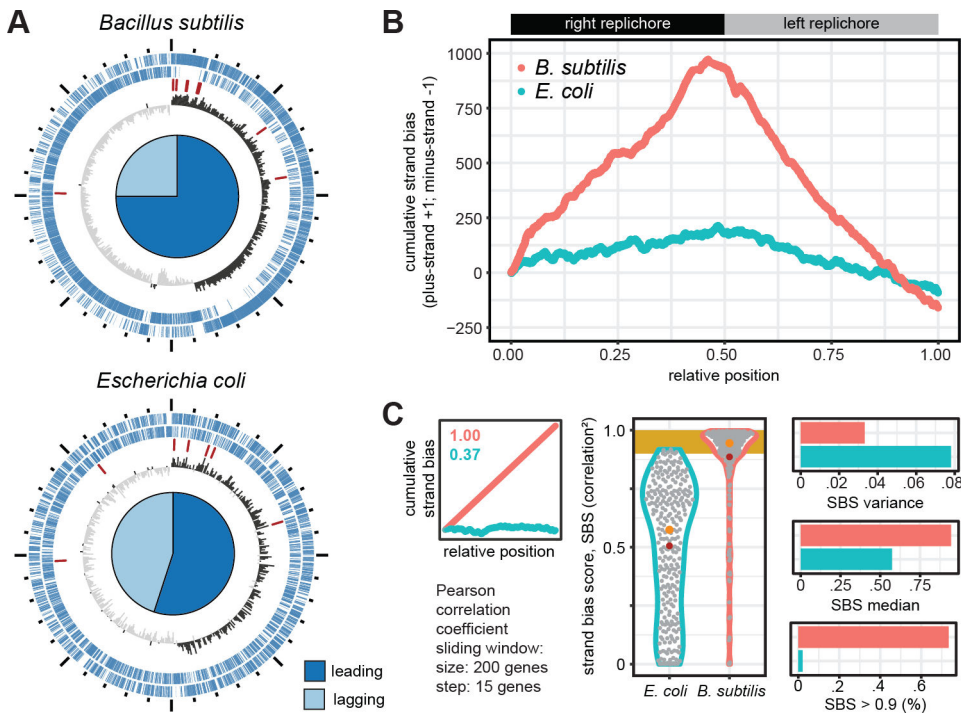 A
Bacillus subtilis
Escherichia coli
leading
lagging
B
right replichore
left replichore
cumulative strand bias
(plus-strand +1; minus-strand -1)
1000
750
500
250
0
−250
B. subtilis
E. coli
0.00
0.25
0.50
0.75
1.00
relative position
C
cumulative
strand bias
1.00
0.37
relative position
Pearson
correlation
coefficient
sliding window:
size: 200 genes
step: 15 genes
strand bias score, SBS (correlation²)
1.0
0.5
0
E. coli
B. subtilis
0
.02
.04
.06
.08
SBS variance
0
.25
.50
.75
SBS median
0
.2
.4
.6
SBS > 0.9 (%)